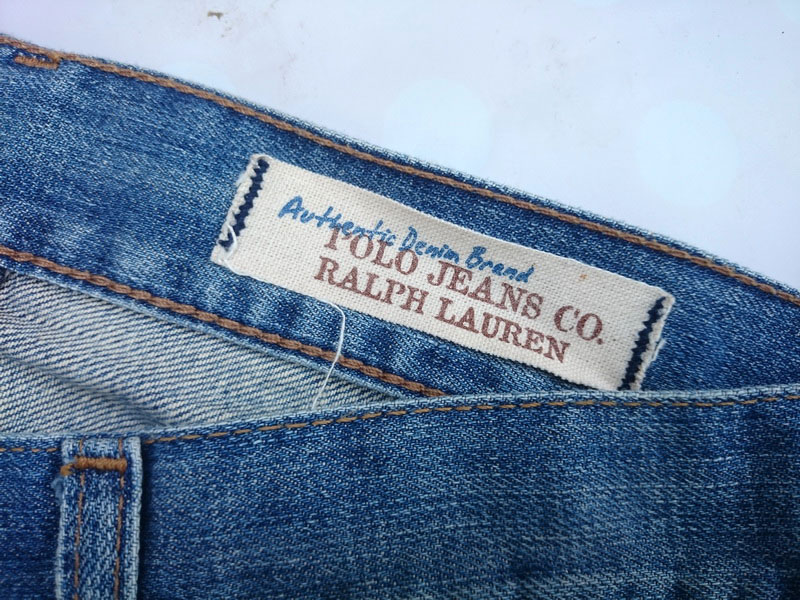 Authentic Denim Brand
POLO JEANS CO.
RALPH LAUREN